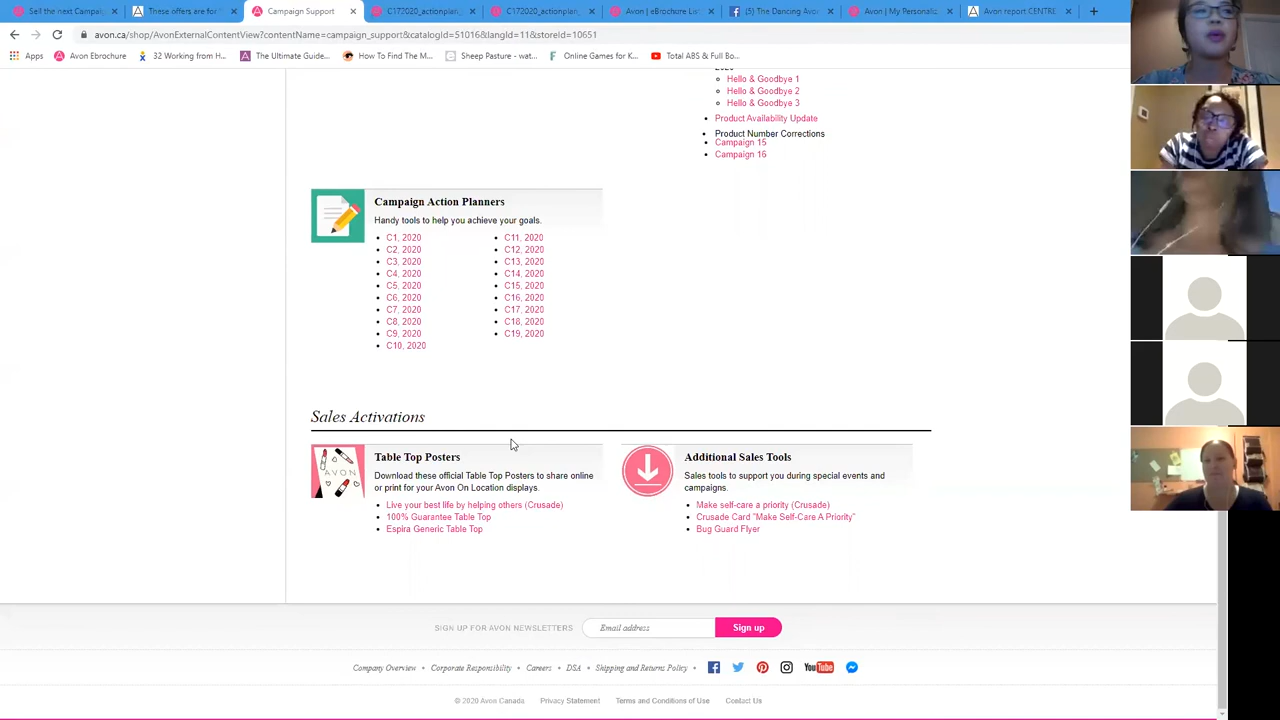 Sell the next Campaig
These offers are for
Campaign Support
C172020_actionplan
C172020_actionplan
Avon | eBrochure List
(5) The Dancing Avo
Avon | My Personaliz
Avon report CENTRE
avon.ca/shop/AvonExternalContentView?contentName=campaign_support&catalogId=51016&langId=11&storeId=10651
Apps
Avon Ebrochure
32 Working from H...
The Ultimate Guide...
How To Find The M...
Sheep Pasture - wat...
Online Games for K...
Total ABS & Full Bo...
Hello & Goodbye 1
Hello & Goodbye 2
Hello & Goodbye 3
Product Availability Update
Product Number Corrections
Campaign 15
Campaign 16
Campaign Action Planners
Handy tools to help you achieve your goals.
C1, 2020
C2, 2020
C3, 2020
C4, 2020
C5, 2020
C6, 2020
C7, 2020
C8, 2020
C9, 2020
C10, 2020
C11, 2020
C12, 2020
C13, 2020
C14, 2020
C15, 2020
C16, 2020
C17, 2020
C18, 2020
C19, 2020
Sales Activations
AVON
Table Top Posters
Download these official Table Top Posters to share online
or print for your Avon On Location displays.
Live your best life by helping others (Crusade)
100% Guarantee Table Top
Espira Generic Table Top
Additional Sales Tools
Sales tools to support you during special events and
campaigns.
Make self-care a priority (Crusade)
Crusade Card "Make Self-Care A Priority"
Bug Guard Flyer
SIGN UP FOR AVON NEWSLETTERS
Email address
Sign up
Company Overview • Corporate Responsibility • Careers • DSA • Shipping and Returns Policy •
YouTube
© 2020 Avon Canada
Privacy Statement
Terms and Conditions of Use
Contact Us